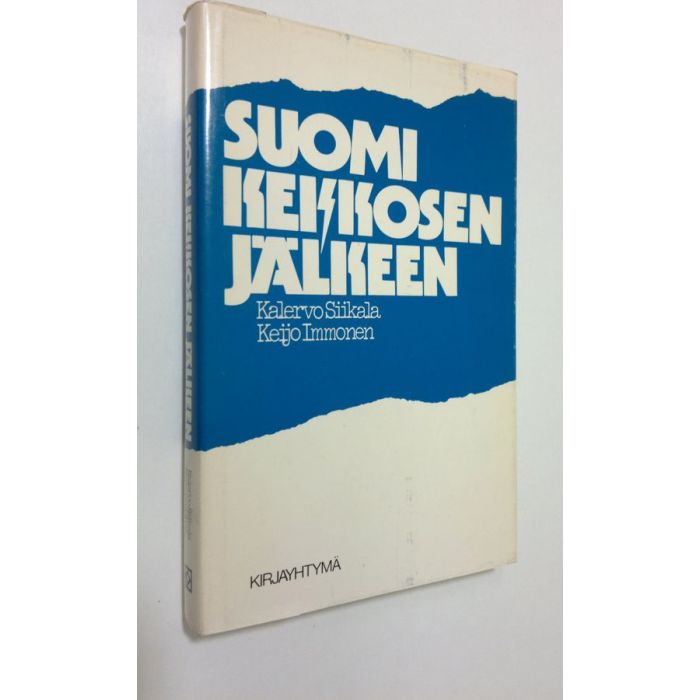 SUOMI
KEKKOSEN
JÄLKEEN
Kalervo Siikala
Keijo Immonen
KIRJAYHTYMÄ
SUOMI KEKKOSEN JÄLKEEN